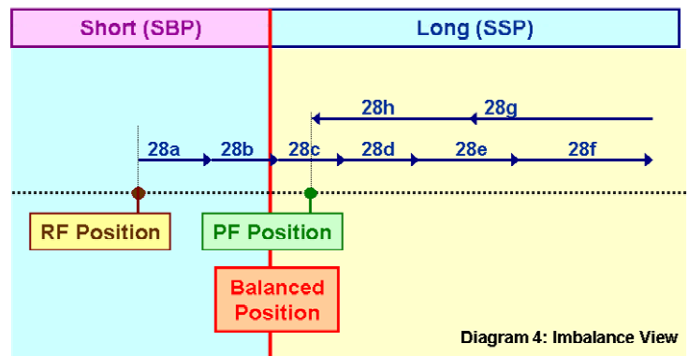 Short (SBP) Long (SSP)
28h 28g
28a 28b 28c 28d 28e 28f
RF Position PF Position
Balanced
Position
Diagram 4: Imbalance View